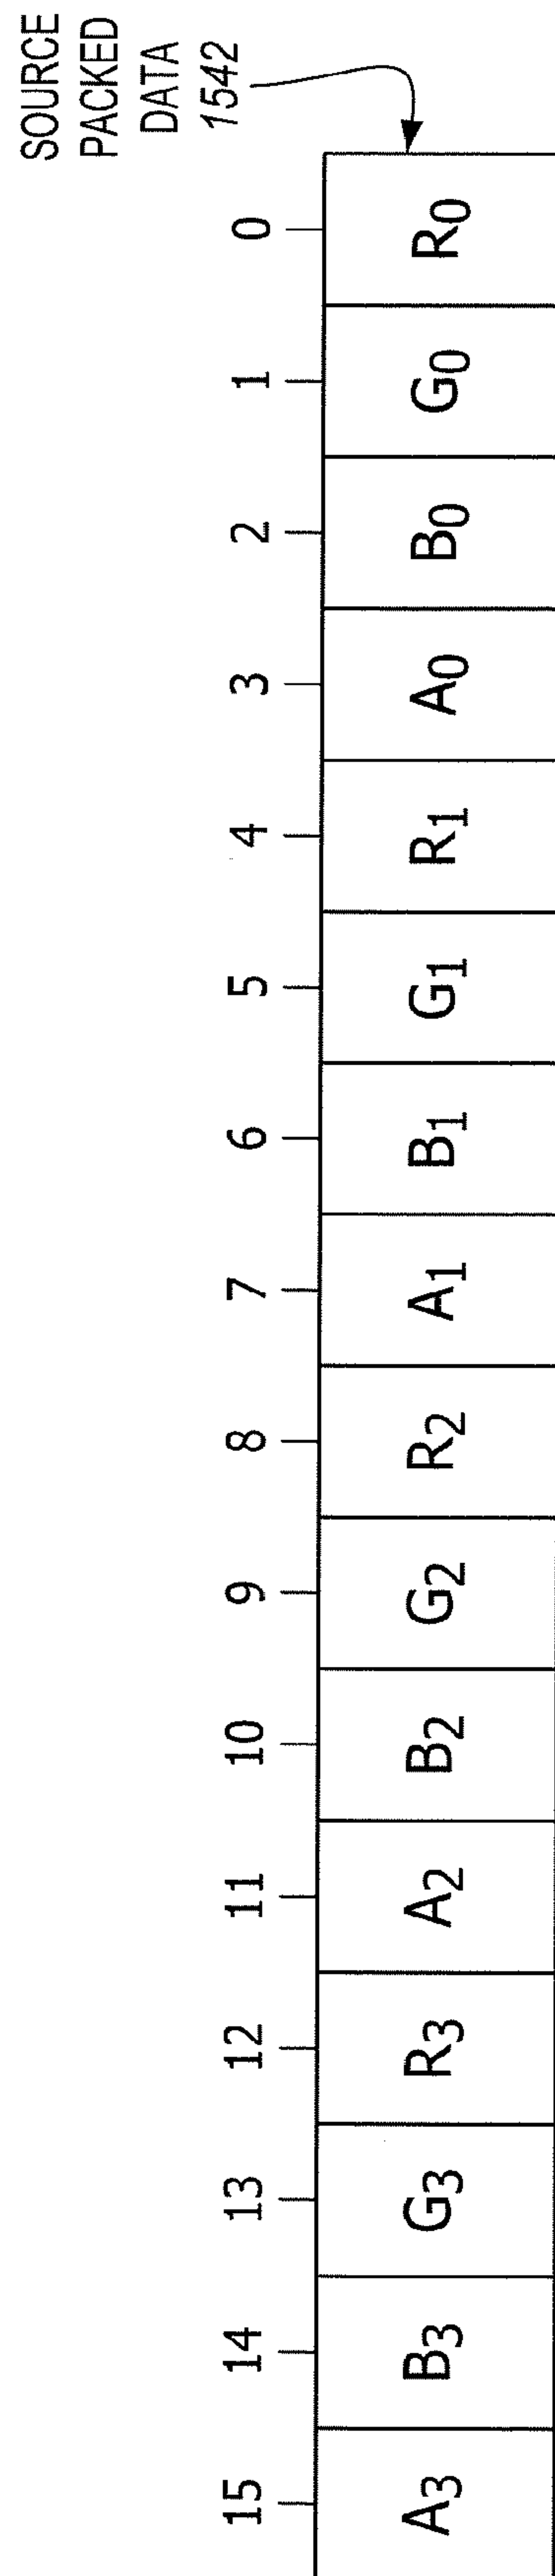 SOURCE
PACKED
DATA
1542
15 14 13 12 11 10 9 8 7 6 5 4 3 2 1 0
A₃ B₃ G₃ R₃ A₂ B₂ G₂ R₂ A₁ B₁ G₁ R₁ A₀ B₀ G₀ R₀